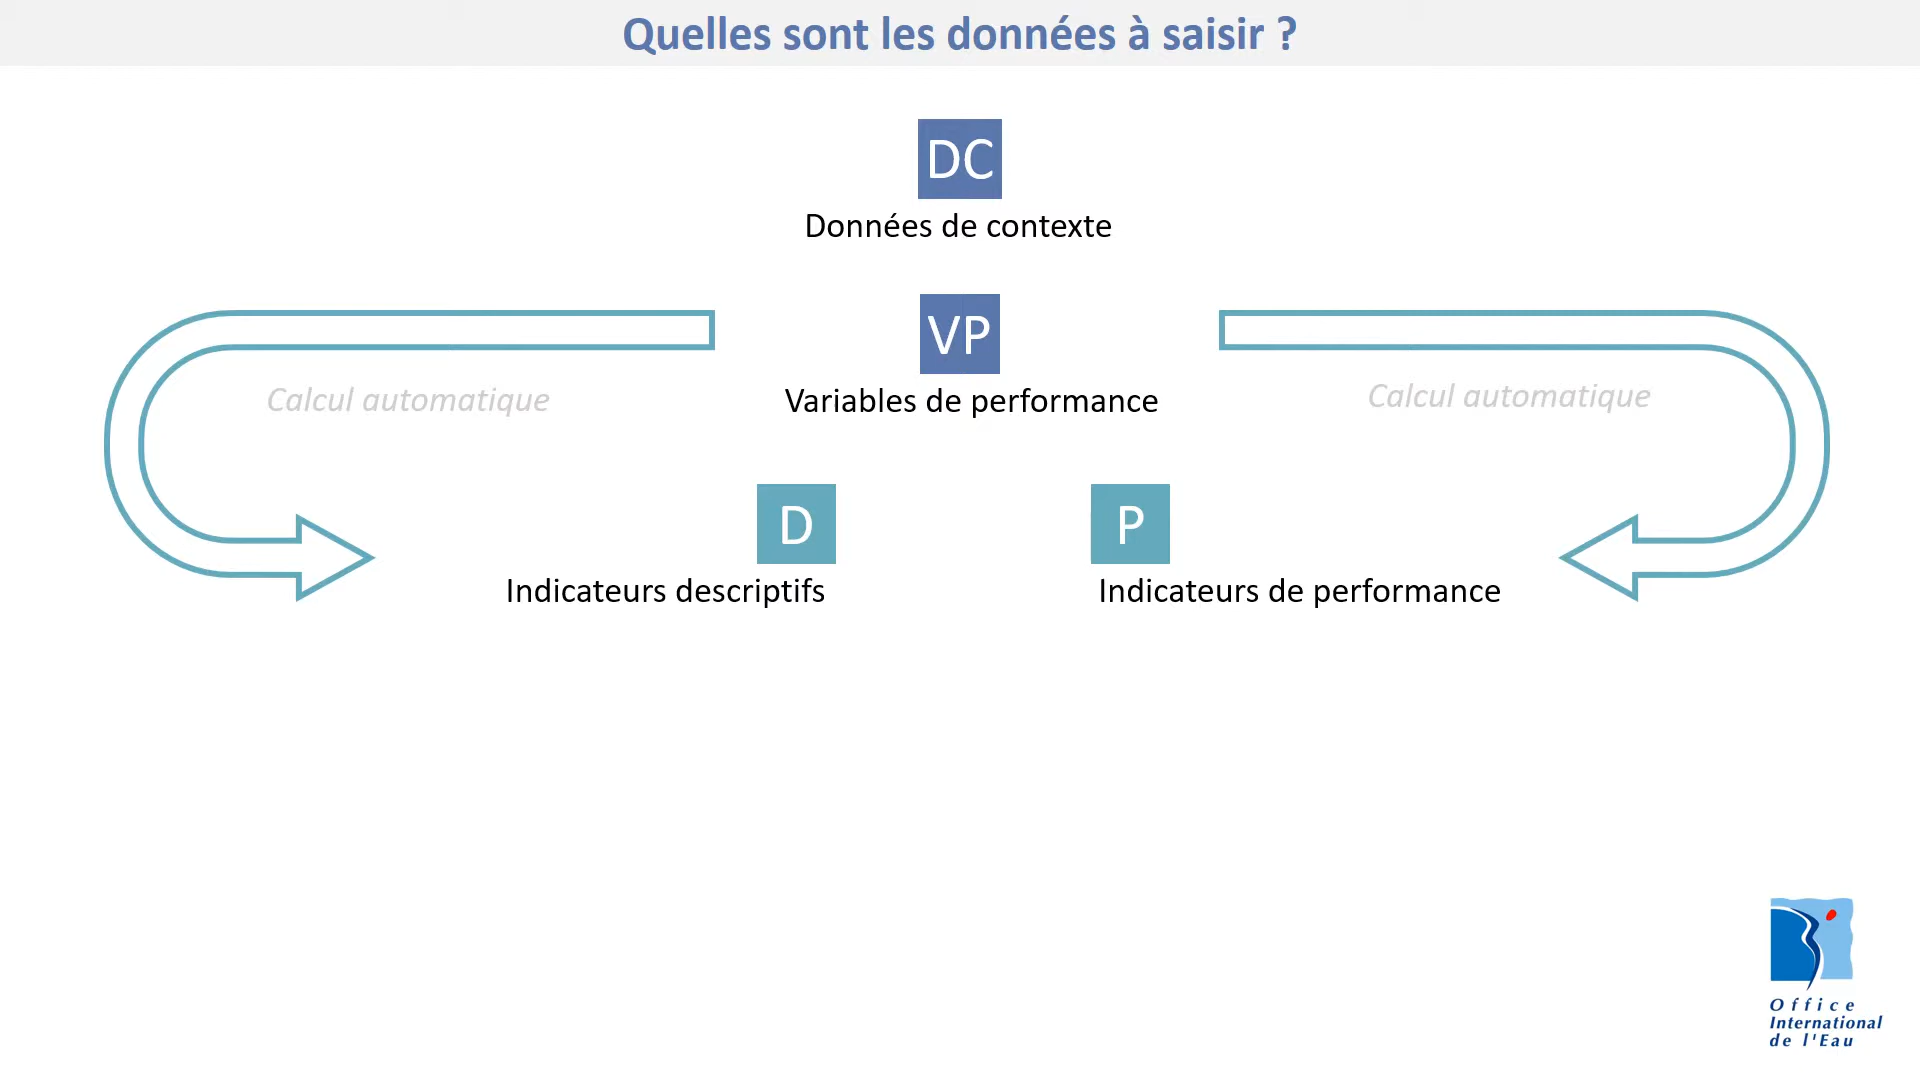 Quelles sont les données à saisir ?
DC
Données de contexte
VP
Variables de performance
Calcul automatique
Calcul automatique
D
Indicateurs descriptifs
P
Indicateurs de performance
Office
International
de l'Eau